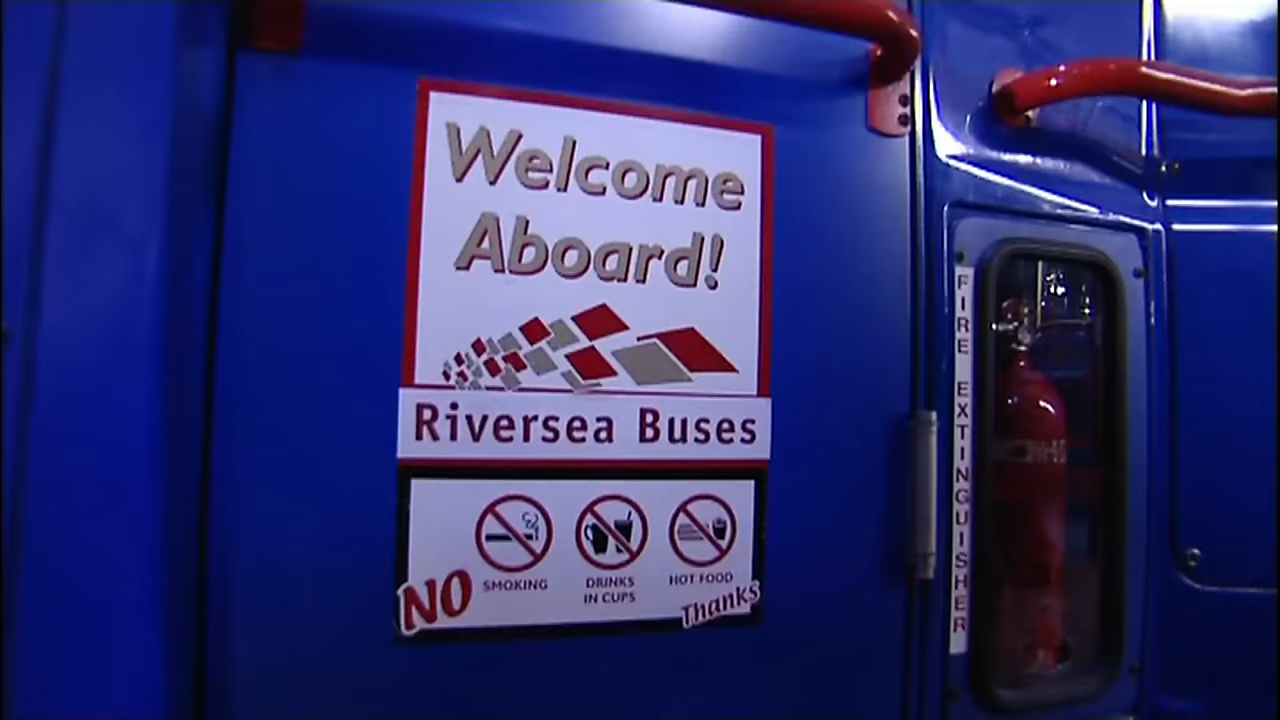 Welcome
Aboard!
Riversea Buses
NO
SMOKING
DRINKS
IN CUPS
HOT FOOD
Thanks
FIRE EXTINGUISHER